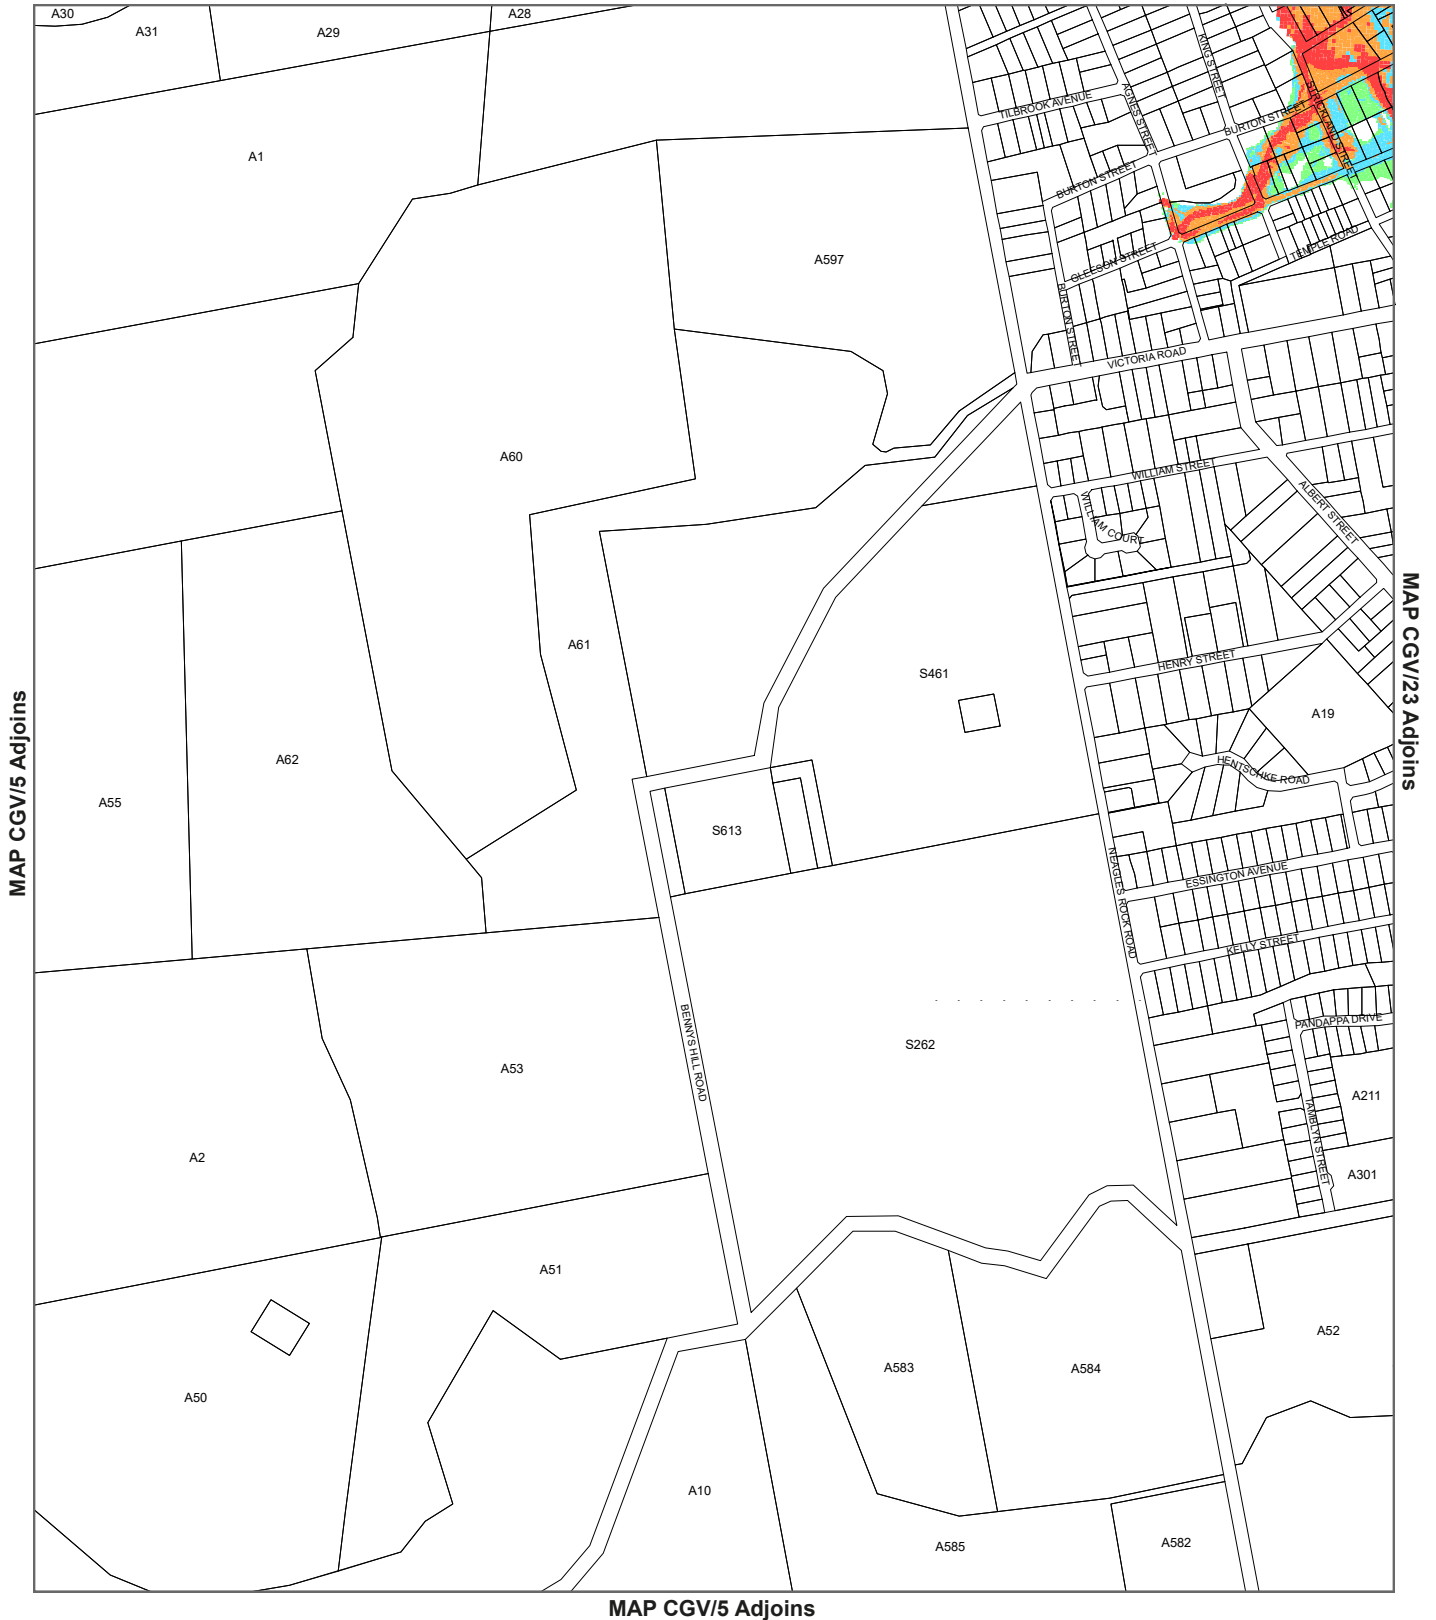 A30
A31
A29
A28
KING STREET
STRICKLAND STREET
TILBROOK AVENUE
AGNES STREET
BURTON STREET
A1
BURTON STREET
TEMPLE ROAD
GLEESON STREET
A597
BURTON STREE
VICTORIA ROAD
A60
WILLIAM STREET
ALBERT STREET
WILLIAM COURT
MAP CGV/23 Adjoins
A61
HENRY STREET
S461
A19
MAP CGV/5 Adjoins
A62
HENTSCHKE ROAD
A55
S613
NEAGLES ROCK ROAD
ESSINGTON AVENUE
KELLY STREET
PANDAPPA DRIVE
BENNYS HILL ROAD
S262
A53
A211
TAMBLYN STREET
A2
A301
A51
A52
A583
A584
A50
A10
A585
A582
MAP CGV/5 Adjoins